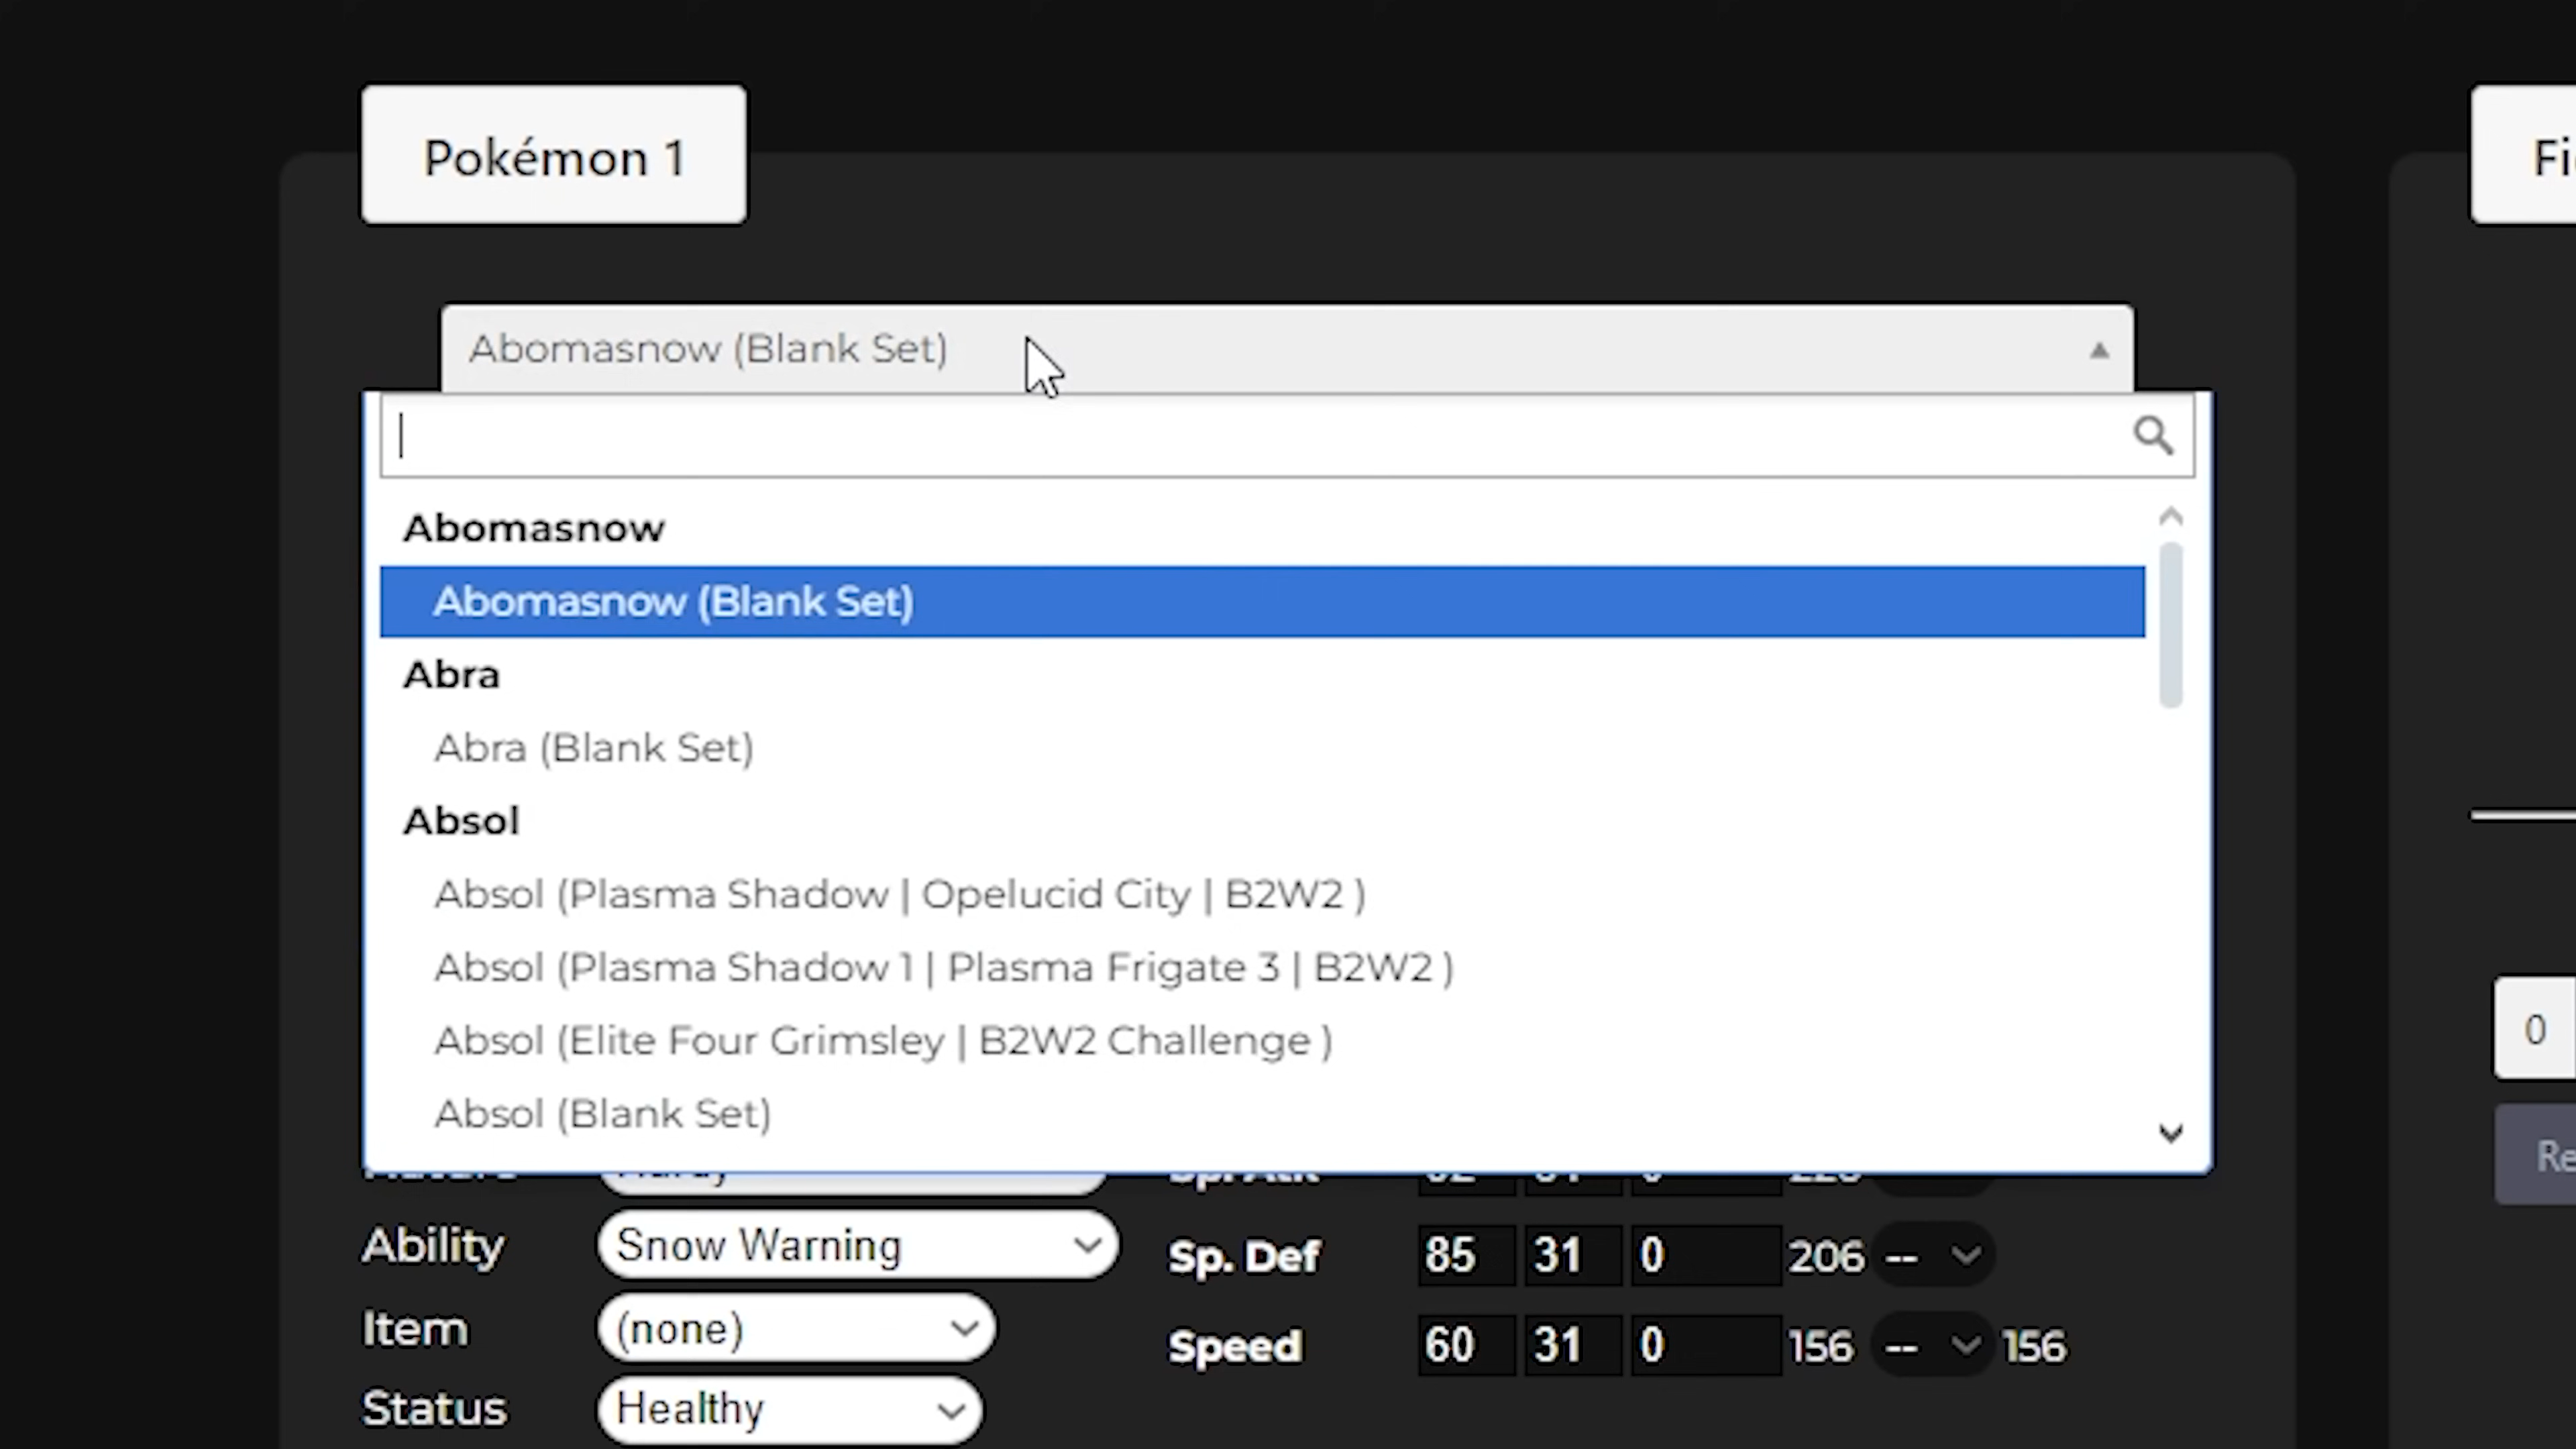 Pokémon 1
Abomasnow (Blank Set)
Abomasnow
Abomasnow (Blank Set)
Abra
Abra (Blank Set)
Absol
Absol (Plasma Shadow | Opelucid City | B2W2 )
Absol (Plasma Shadow 1 | Plasma Frigate 3 | B2W2 )
Absol (Elite Four Grimsley | B2W2 Challenge )
Absol (Blank Set)
0
Ability Snow Warning Sp. Def 85 31 0 206 --
Item (none) Speed 60 31 0 156 -- 156
Status Healthy